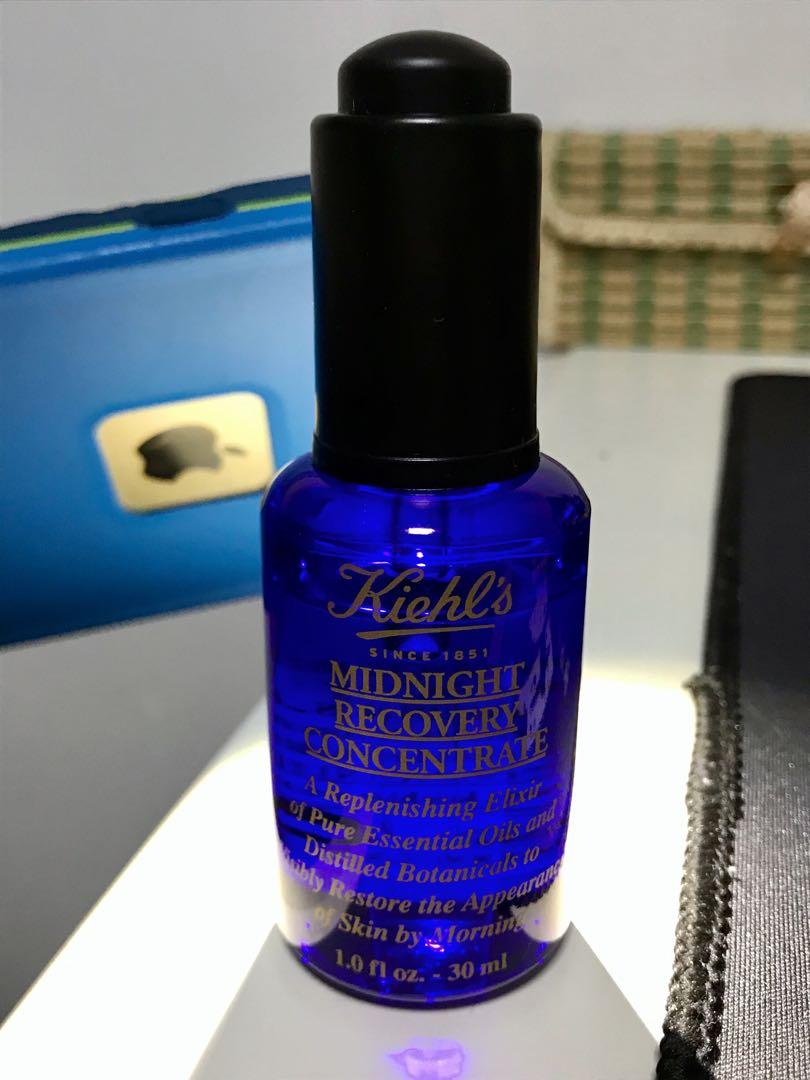 Kiehl's
SINCE 1851
MIDNIGHT
RECOVERY
CONCENTRATE
A Replenishing Elixir
of Pure Essential Oils and
Distilled Botanicals to
Visibly Restore the Appearance
of Skin by Morning
1.0 fl oz. - 30 ml